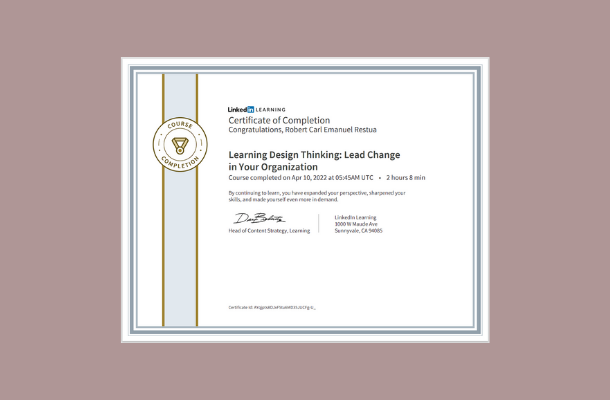 COURSE
COMPLETION
Linkedin LEARNING
Certificate of Completion
Congratulations, Robert Carl Emanuel Restua
Learning Design Thinking: Lead Change
in Your Organization
Course completed on Apr 10, 2022 at 05:45AM UTC • 2 hours 8 min
By continuing to learn, you have expanded your perspective, sharpened your
skills, and made yourself even more in demand.
Head of Content Strategy, Learning
LinkedIn Learning
1000 W Maude Ave
Sunnyvale, CA 94085
Certificate Id: